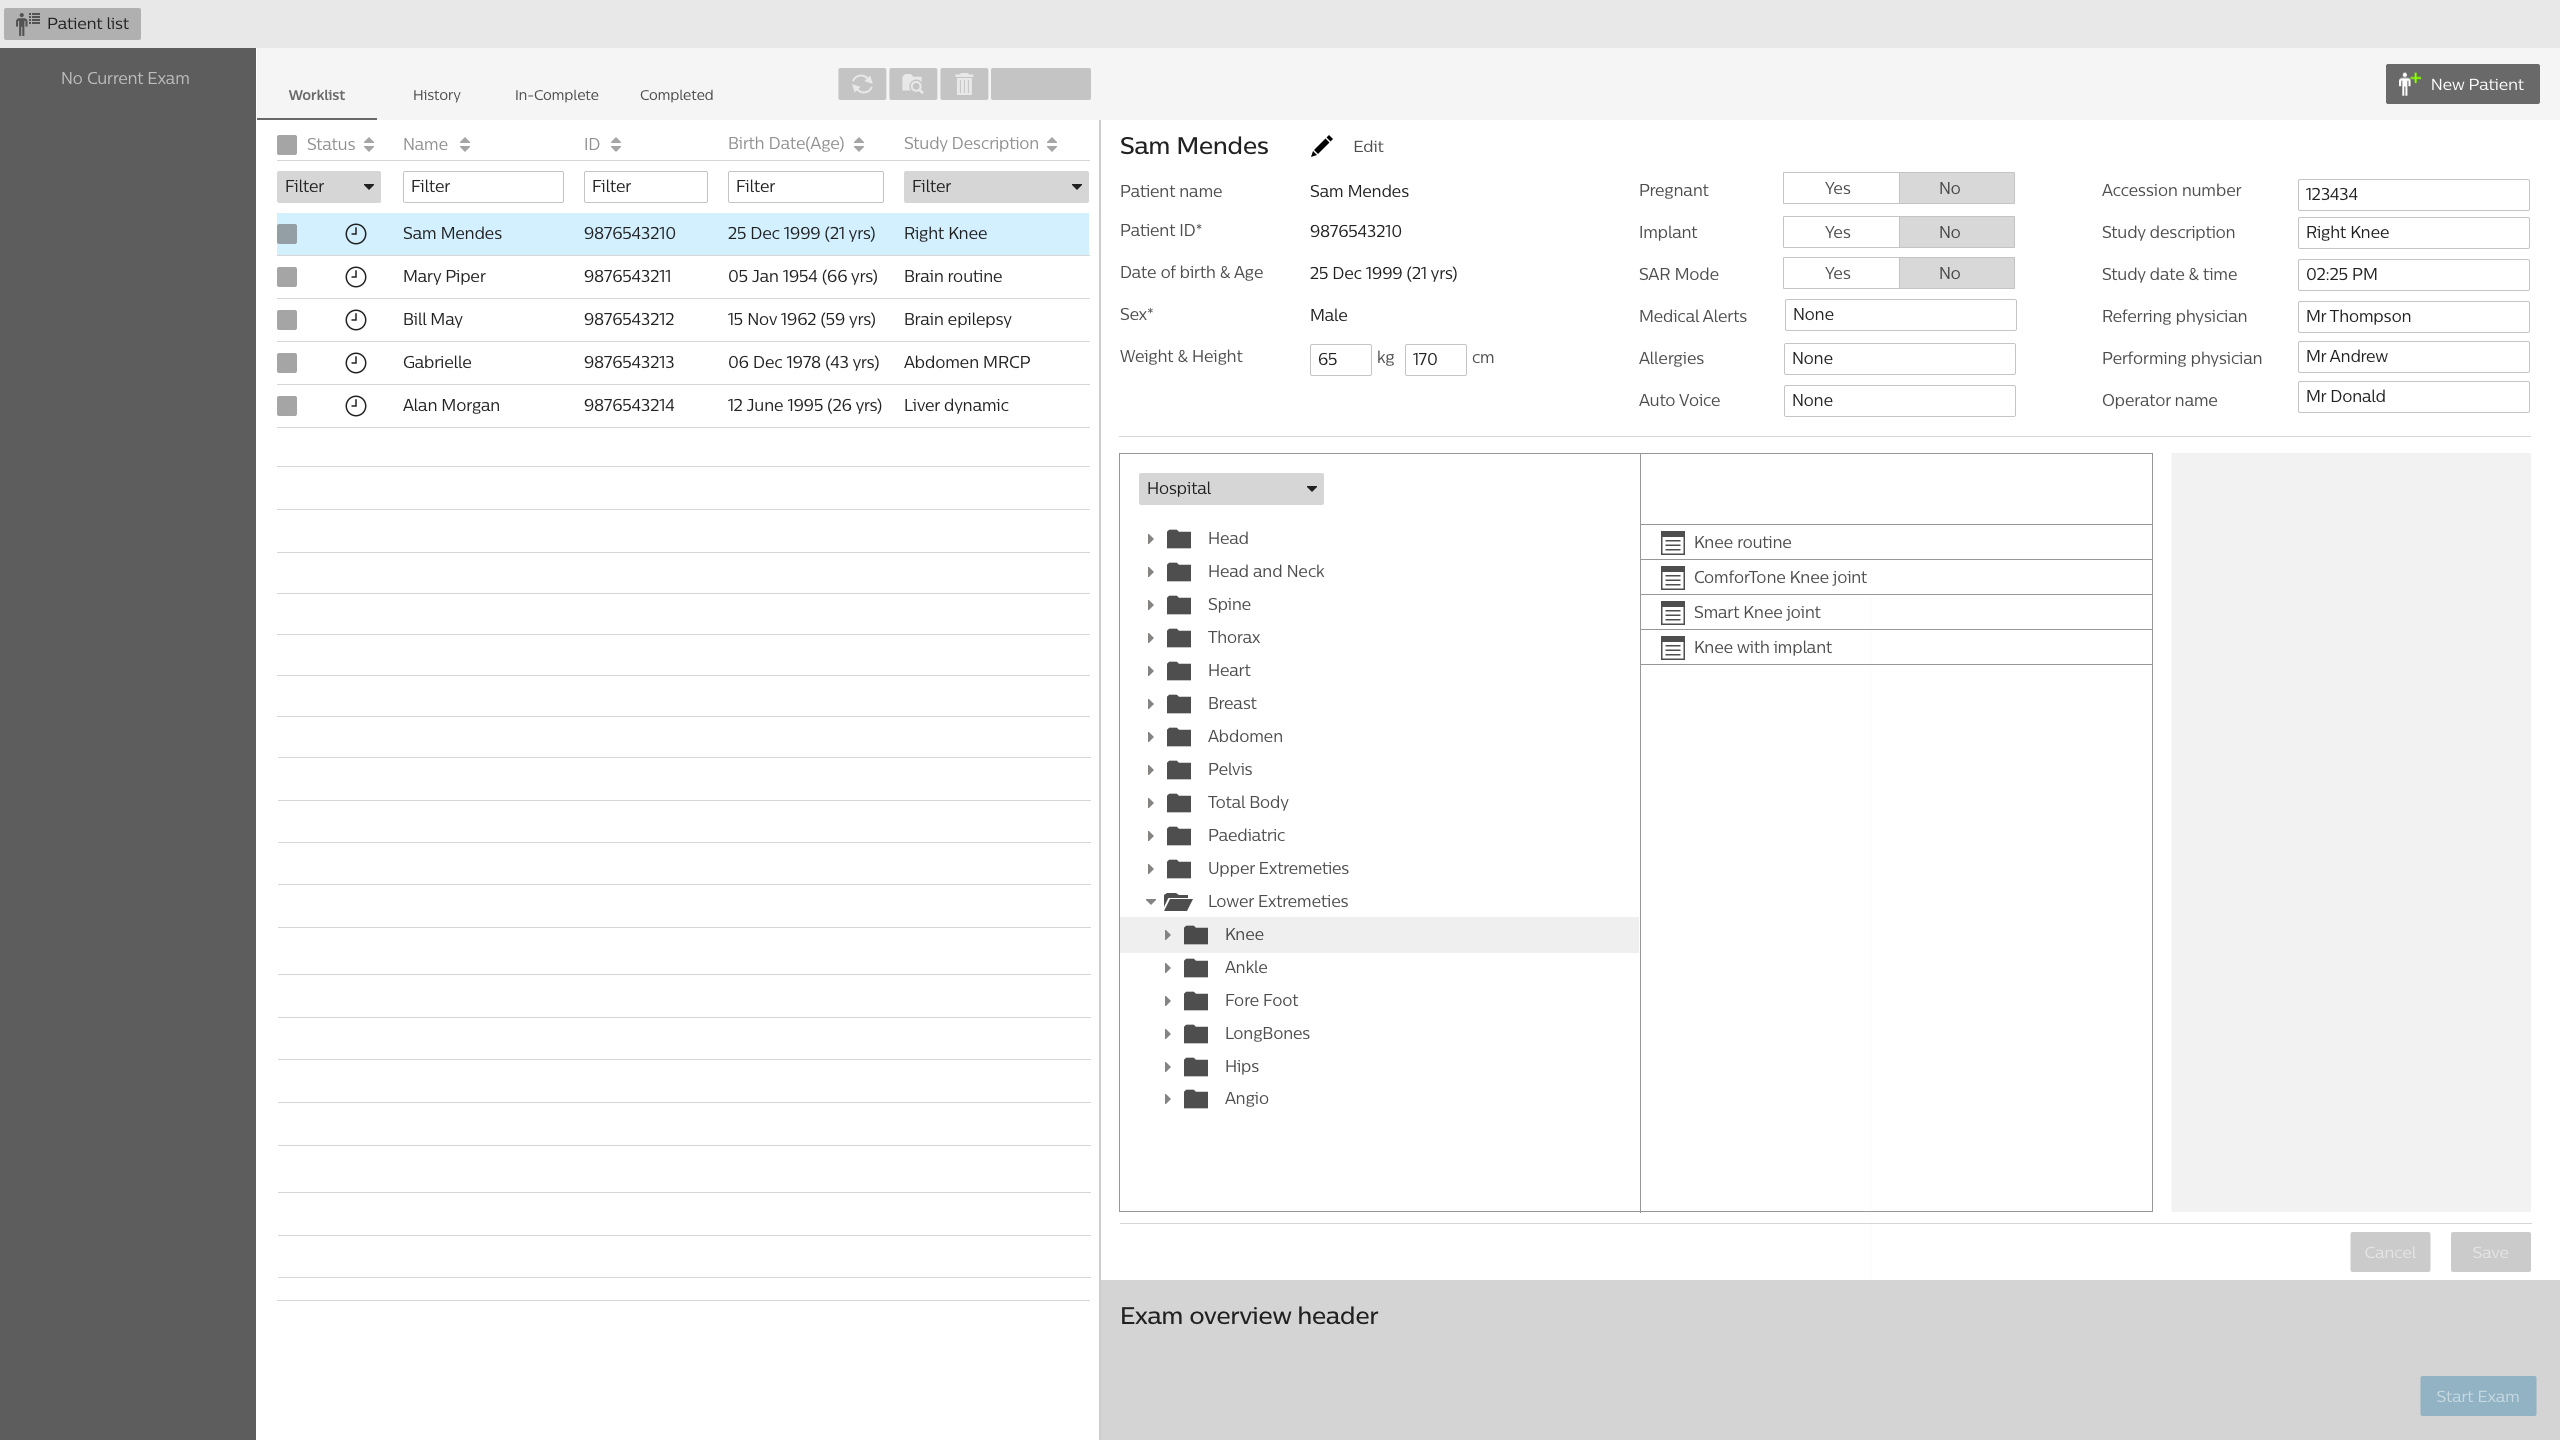 Patient list
No Current Exam
Worklist
History
In-Complete
Completed
New Patient
Status
Name
ID
Birth Date(Age)
Study Description
Filter
Filter
Filter
Filter
Filter
Sam Mendes 9876543210 25 Dec 1999 (21 yrs) Right Knee
Mary Piper 9876543211 05 Jan 1954 (66 yrs) Brain routine
Bill May 9876543212 15 Nov 1962 (59 yrs) Brain epilepsy
Gabrielle 9876543213 06 Dec 1978 (43 yrs) Abdomen MRCP
Alan Morgan 9876543214 12 June 1995 (26 yrs) Liver dynamic
Sam Mendes
Edit
Patient name Sam Mendes
Patient ID* 9876543210
Date of birth & Age 25 Dec 1999 (21 yrs)
Sex* Male
Weight & Height 65 kg 170 cm
Pregnant Yes No
Implant Yes No
SAR Mode Yes No
Medical Alerts None
Allergies None
Auto Voice None
Accession number 123434
Study description Right Knee
Study date & time 02:25 PM
Referring physician Mr Thompson
Performing physician Mr Andrew
Operator name Mr Donald
Hospital
Head
Head and Neck
Spine
Thorax
Heart
Breast
Abdomen
Pelvis
Total Body
Paediatric
Upper Extremeties
Lower Extremeties
Knee
Ankle
Fore Foot
LongBones
Hips
Angio
Knee routine
ComforTone Knee joint
Smart Knee joint
Knee with implant
Cancel
Save
Exam overview header
Start Exam